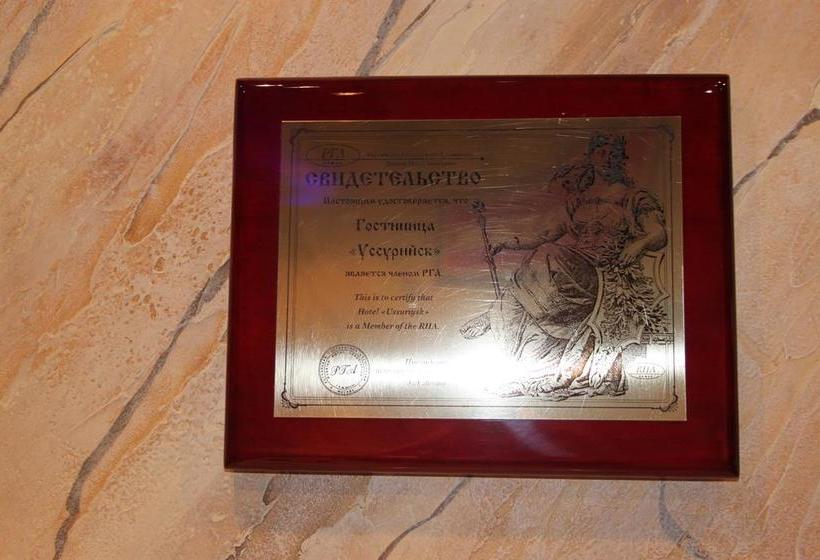 РГА
СВИДЕТЕЛЬСТВО
Настоящим удостоверяется, что
Гостиница
«Уссурийск»
является членом РГА
This is to certify that
Hotel «Ussuriysk»
is a Member of the RHA.
РГА
RHA